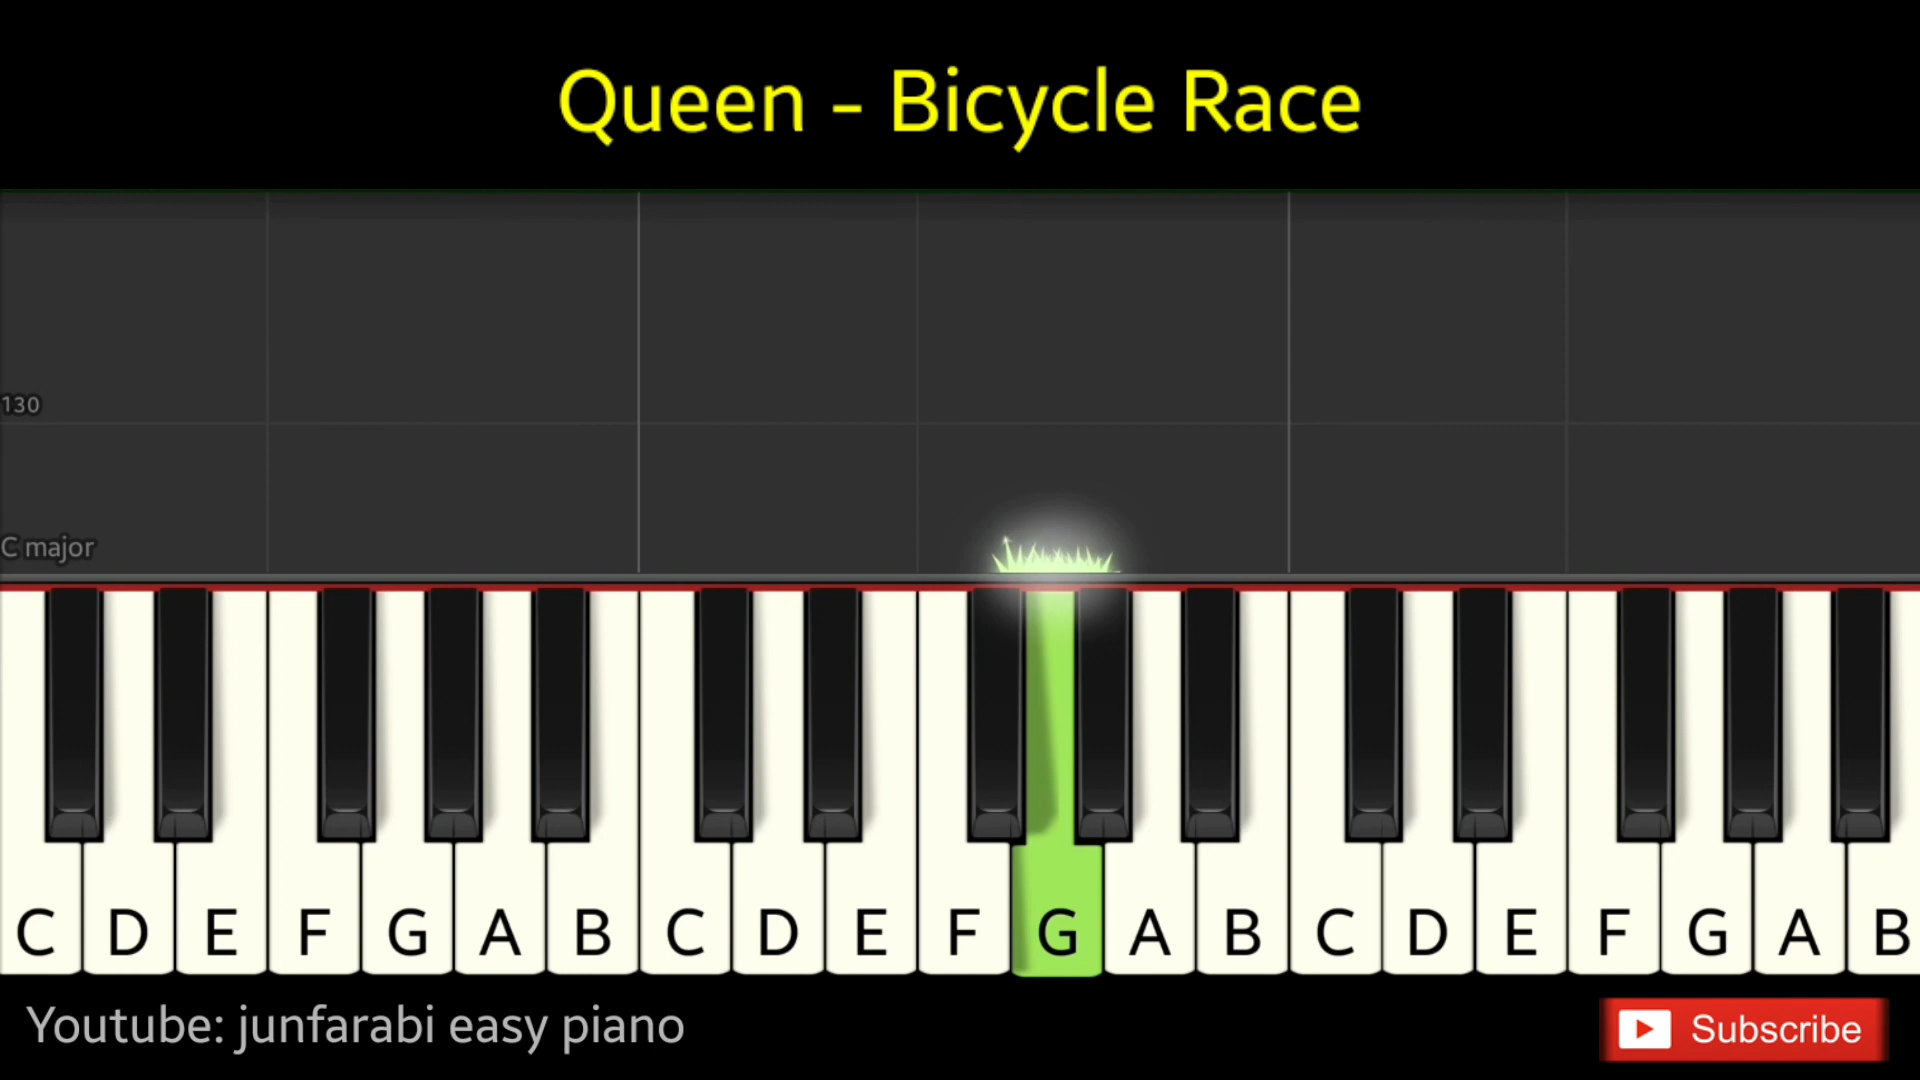 Queen - Bicycle Race
130
C major
C D E F G A B C D E F G A B C D E F G A B
Youtube: junfarabi easy piano
Subscribe